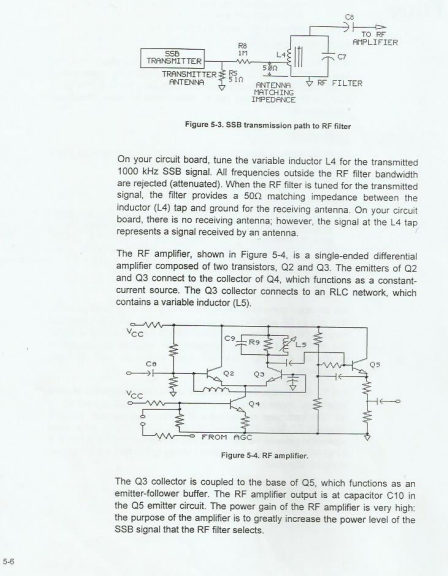 C8
TO RF
AMPLIFIER
R8
1M
L4
C7
SSB
TRANSMITTER
TRANSMITTER
ANTENNA
R5
51Ω
50Ω
ANTENNA
MATCHING
IMPEDANCE
RF FILTER
Figure 5-3. SSB transmission path to RF filter
On your circuit board, tune the variable inductor L4 for the transmitted
1000 kHz SSB signal. All frequencies outside the RF filter bandwidth
are rejected (attenuated). When the RF filter is tuned for the transmitted
signal, the filter provides a 50Ω matching impedance between the
inductor (L4) tap and ground for the receiving antenna. On your circuit
board, there is no receiving antenna; however, the signal at the L4 tap
represents a signal received by an antenna.
The RF amplifier, shown in Figure 5-4, is a single-ended differential
amplifier composed of two transistors, Q2 and Q3. The emitters of Q2
and Q3 connect to the collector of Q4, which functions as a constant-
current source. The Q3 collector connects to an RLC network, which
contains a variable inductor (L5).
VCC
C9
R9
L5
C8
Q2
Q3
Q5
VCC
Q4
FROM AGC
Figure 5-4. RF amplifier.
The Q3 collector is coupled to the base of Q5, which functions as an
emitter-follower buffer. The RF amplifier output is at capacitor C10 in
the Q5 emitter circuit. The power gain of the RF amplifier is very high:
the purpose of the amplifier is to greatly increase the power level of the
SSB signal that the RF filter selects.
5-6